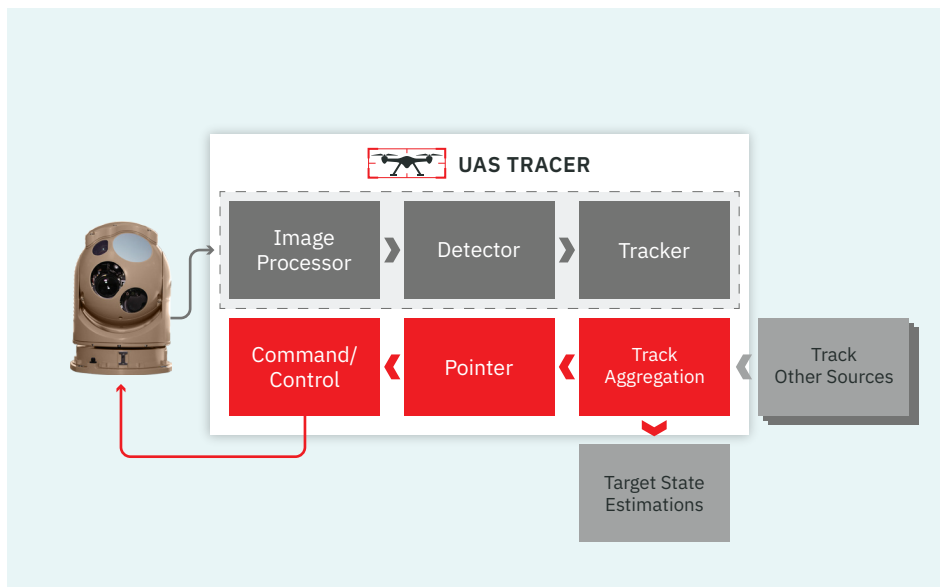 UAS TRACER
Image
Processor
Detector
Tracker
Command/
Control
Pointer
Track
Aggregation
Track
Other Sources
Target State
Estimations